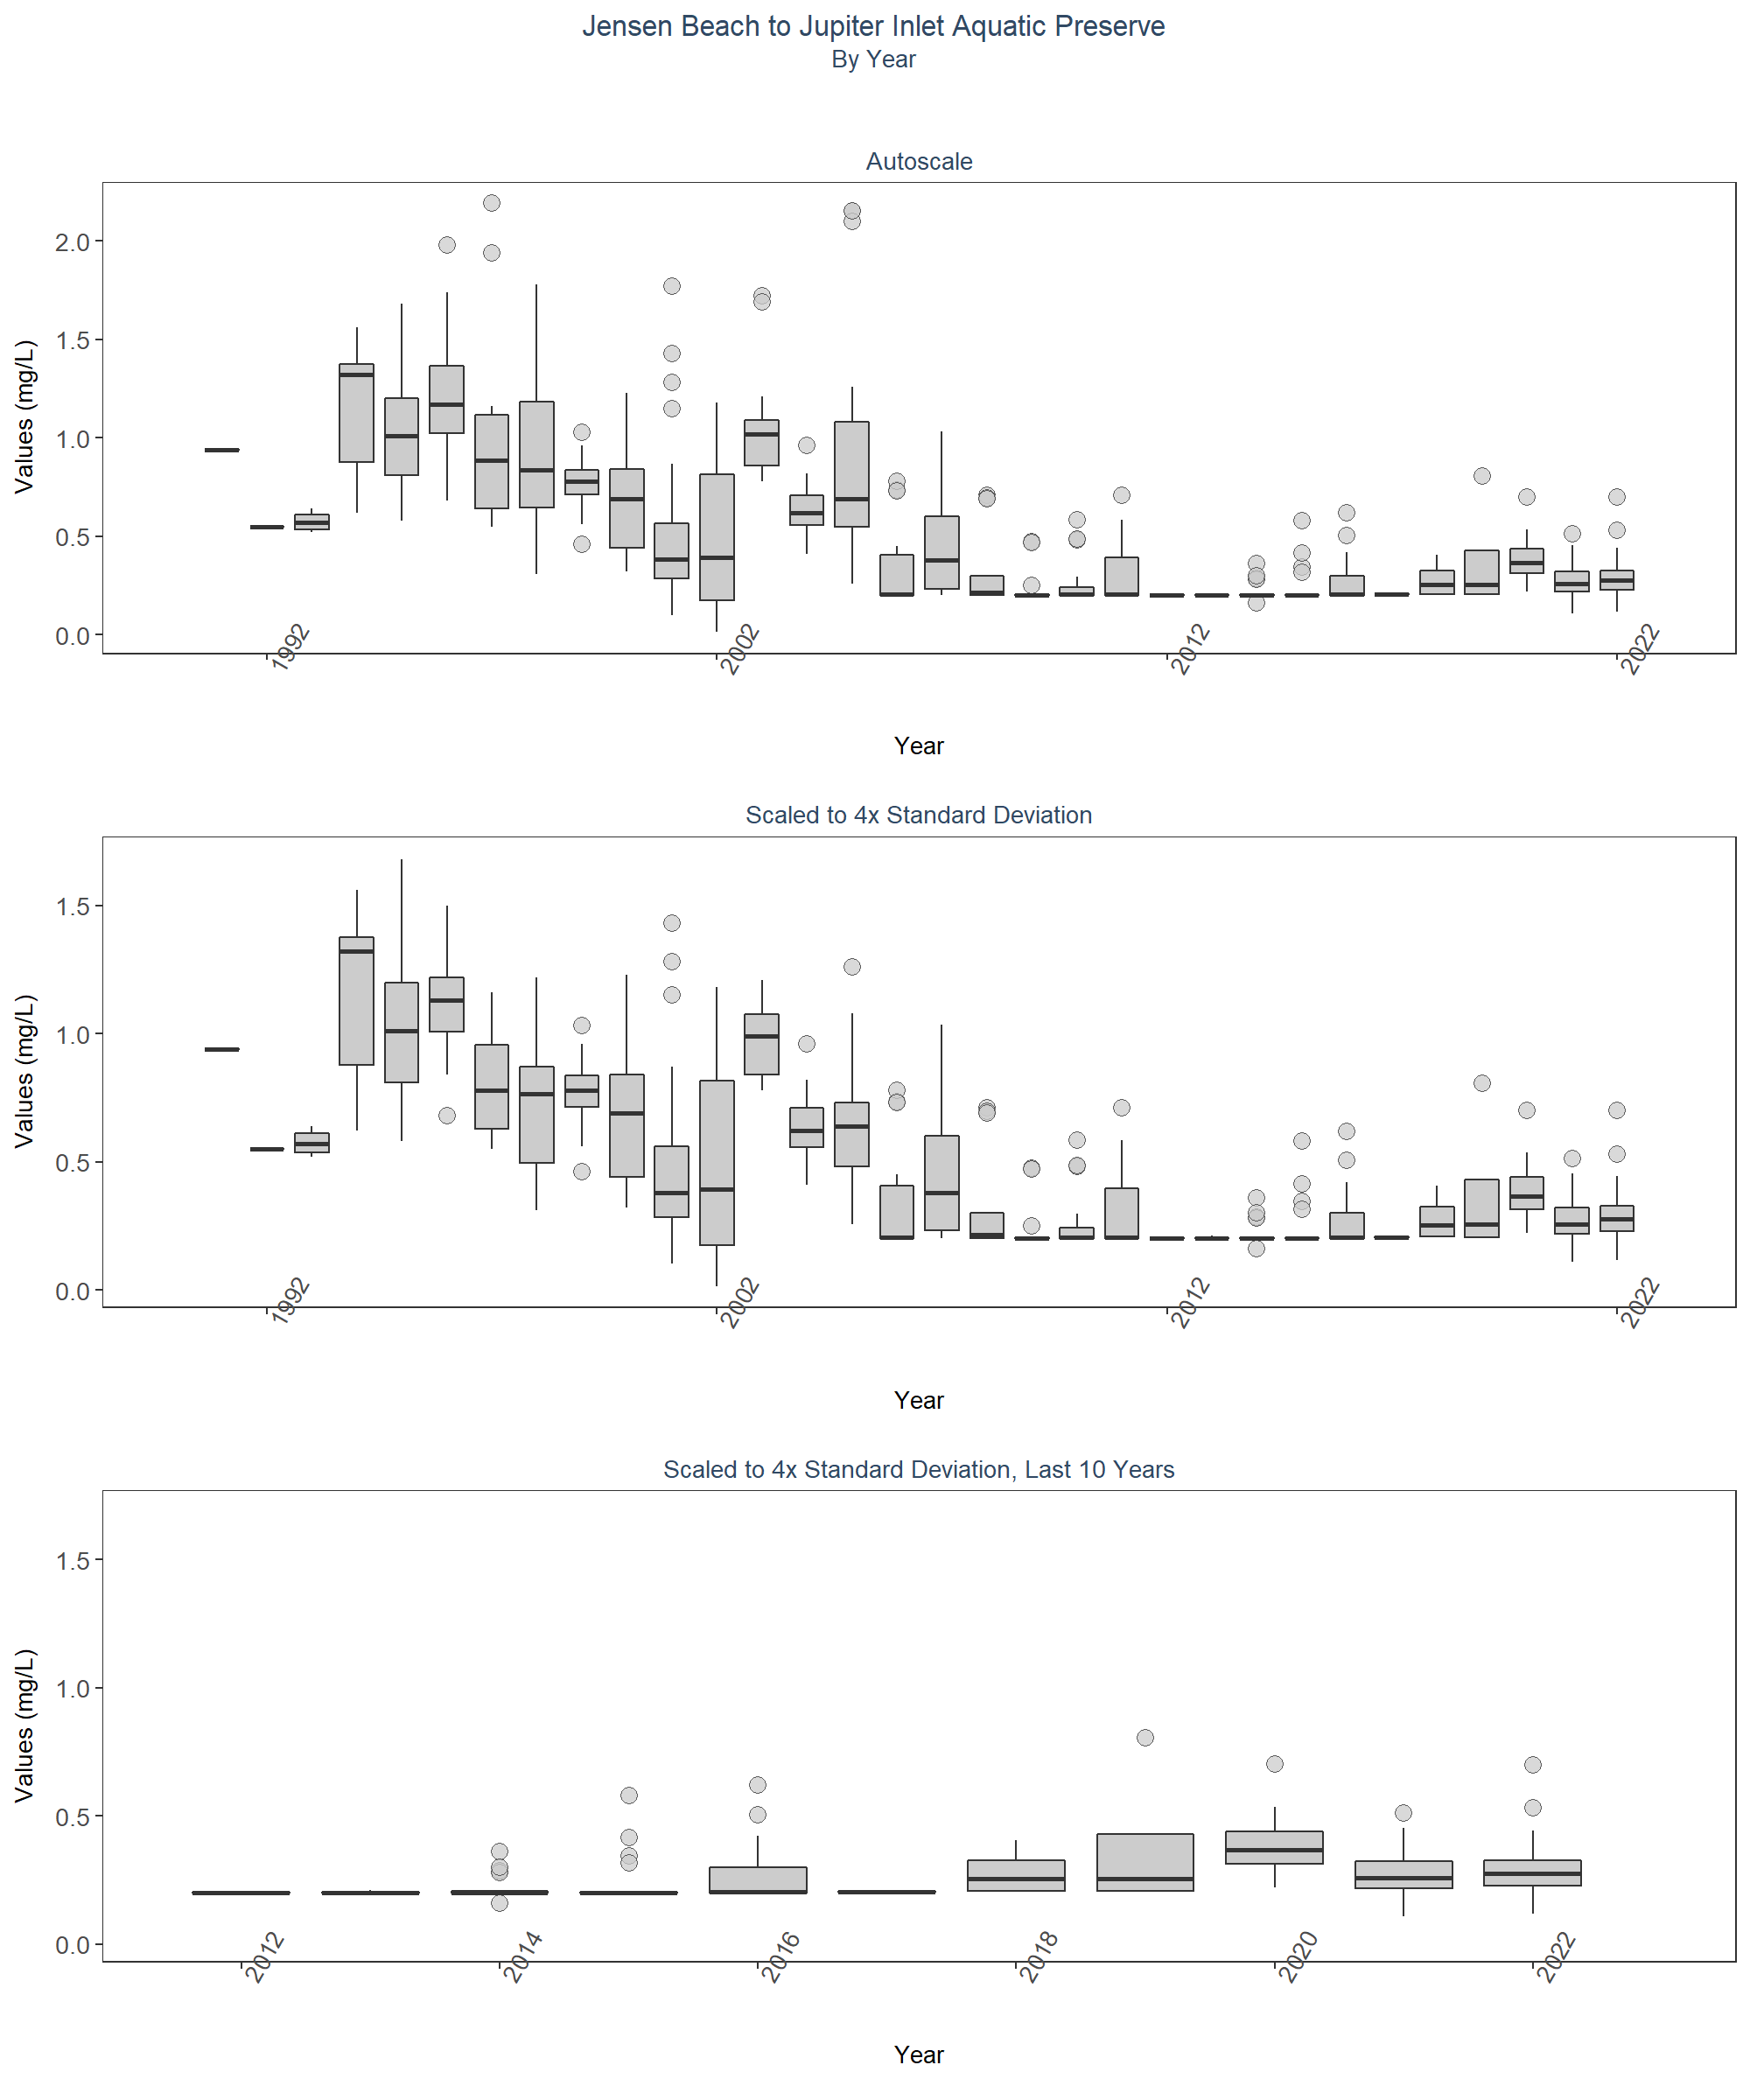 Jensen Beach to Jupiter Inlet Aquatic Preserve
By Year
Autoscale
Values (mg/L)
2.0
1.5
1.0
0.5
0.0
1992
2002
2012
2022
Year
Scaled to 4x Standard Deviation
Values (mg/L)
1.5
1.0
0.5
0.0
1992
2002
2012
2022
Year
Scaled to 4x Standard Deviation, Last 10 Years
Values (mg/L)
1.5
1.0
0.5
0.0
2012
2014
2016
2018
2020
2022
Year